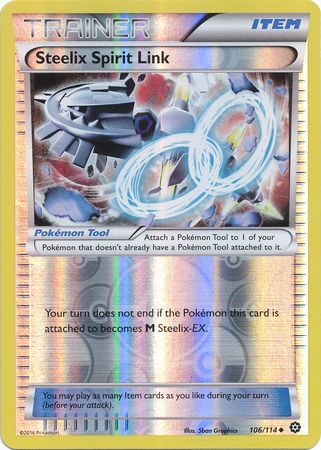 TRAINER
ITEM
Steelix Spirit Link
Pokémon Tool
Attach a Pokémon Tool to 1 of your
Pokémon that doesn't already have a Pokémon Tool attached to it.
Your turn does not end if the Pokémon this card is
attached to becomes M Steelix-EX.
You may play as many Item cards as you like during your turn
(before your attack).
©2016 Pokémon
Illus. 5ban Graphics
106/114